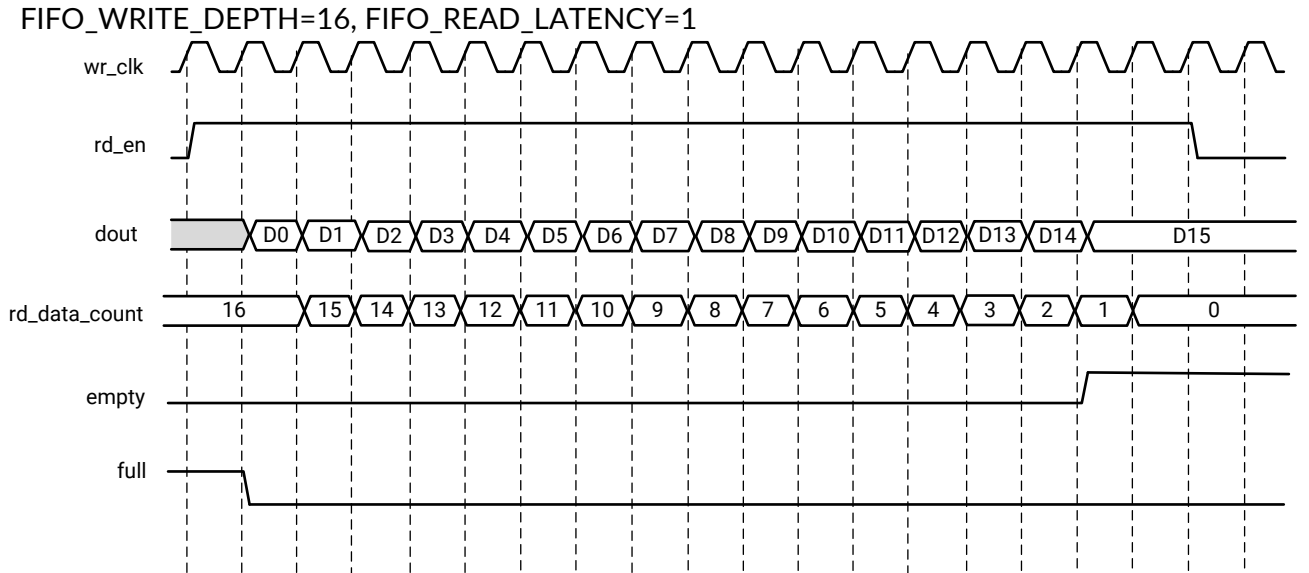 FIFO_WRITE_DEPTH=16, FIFO_READ_LATENCY=1
wr_clk
rd_en
dout D0 D1 D2 D3 D4 D5 D6 D7 D8 D9 D10 D11 D12 D13 D14 D15
rd_data_count 16 15 14 13 12 11 10 9 8 7 6 5 4 3 2 1 0
empty
full